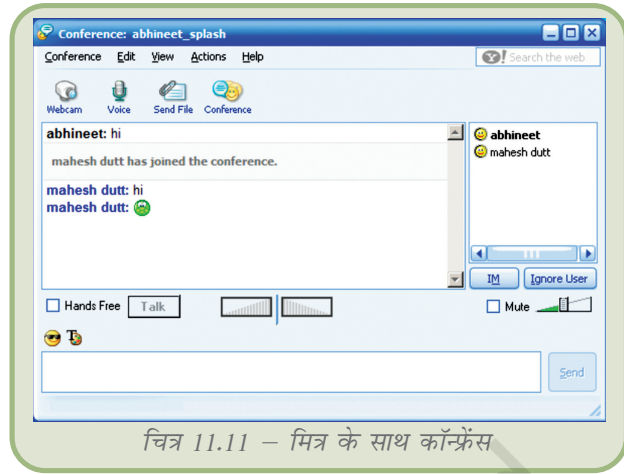 Conference: abhineet_splash
Conference Edit View Actions Help
Y! Search the web
Webcam Voice Send File Conference
abhineet: hi
mahesh dutt has joined the conference.
mahesh dutt: hi
mahesh dutt:
abhineet
mahesh dutt
IM Ignore User
Hands Free Talk Mute
Send
चित्र 11.11 – मित्र के साथ कॉन्फ्रेंस